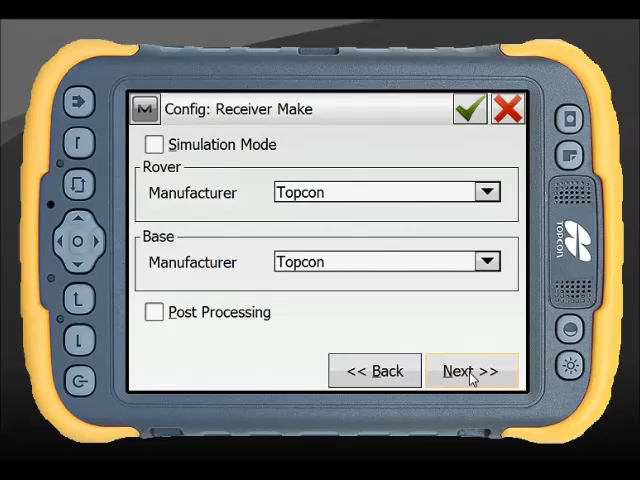 Config: Receiver Make
Simulation Mode
Rover
Manufacturer Topcon
Base
Manufacturer Topcon
Post Processing
<< Back Next >>
TOPCON